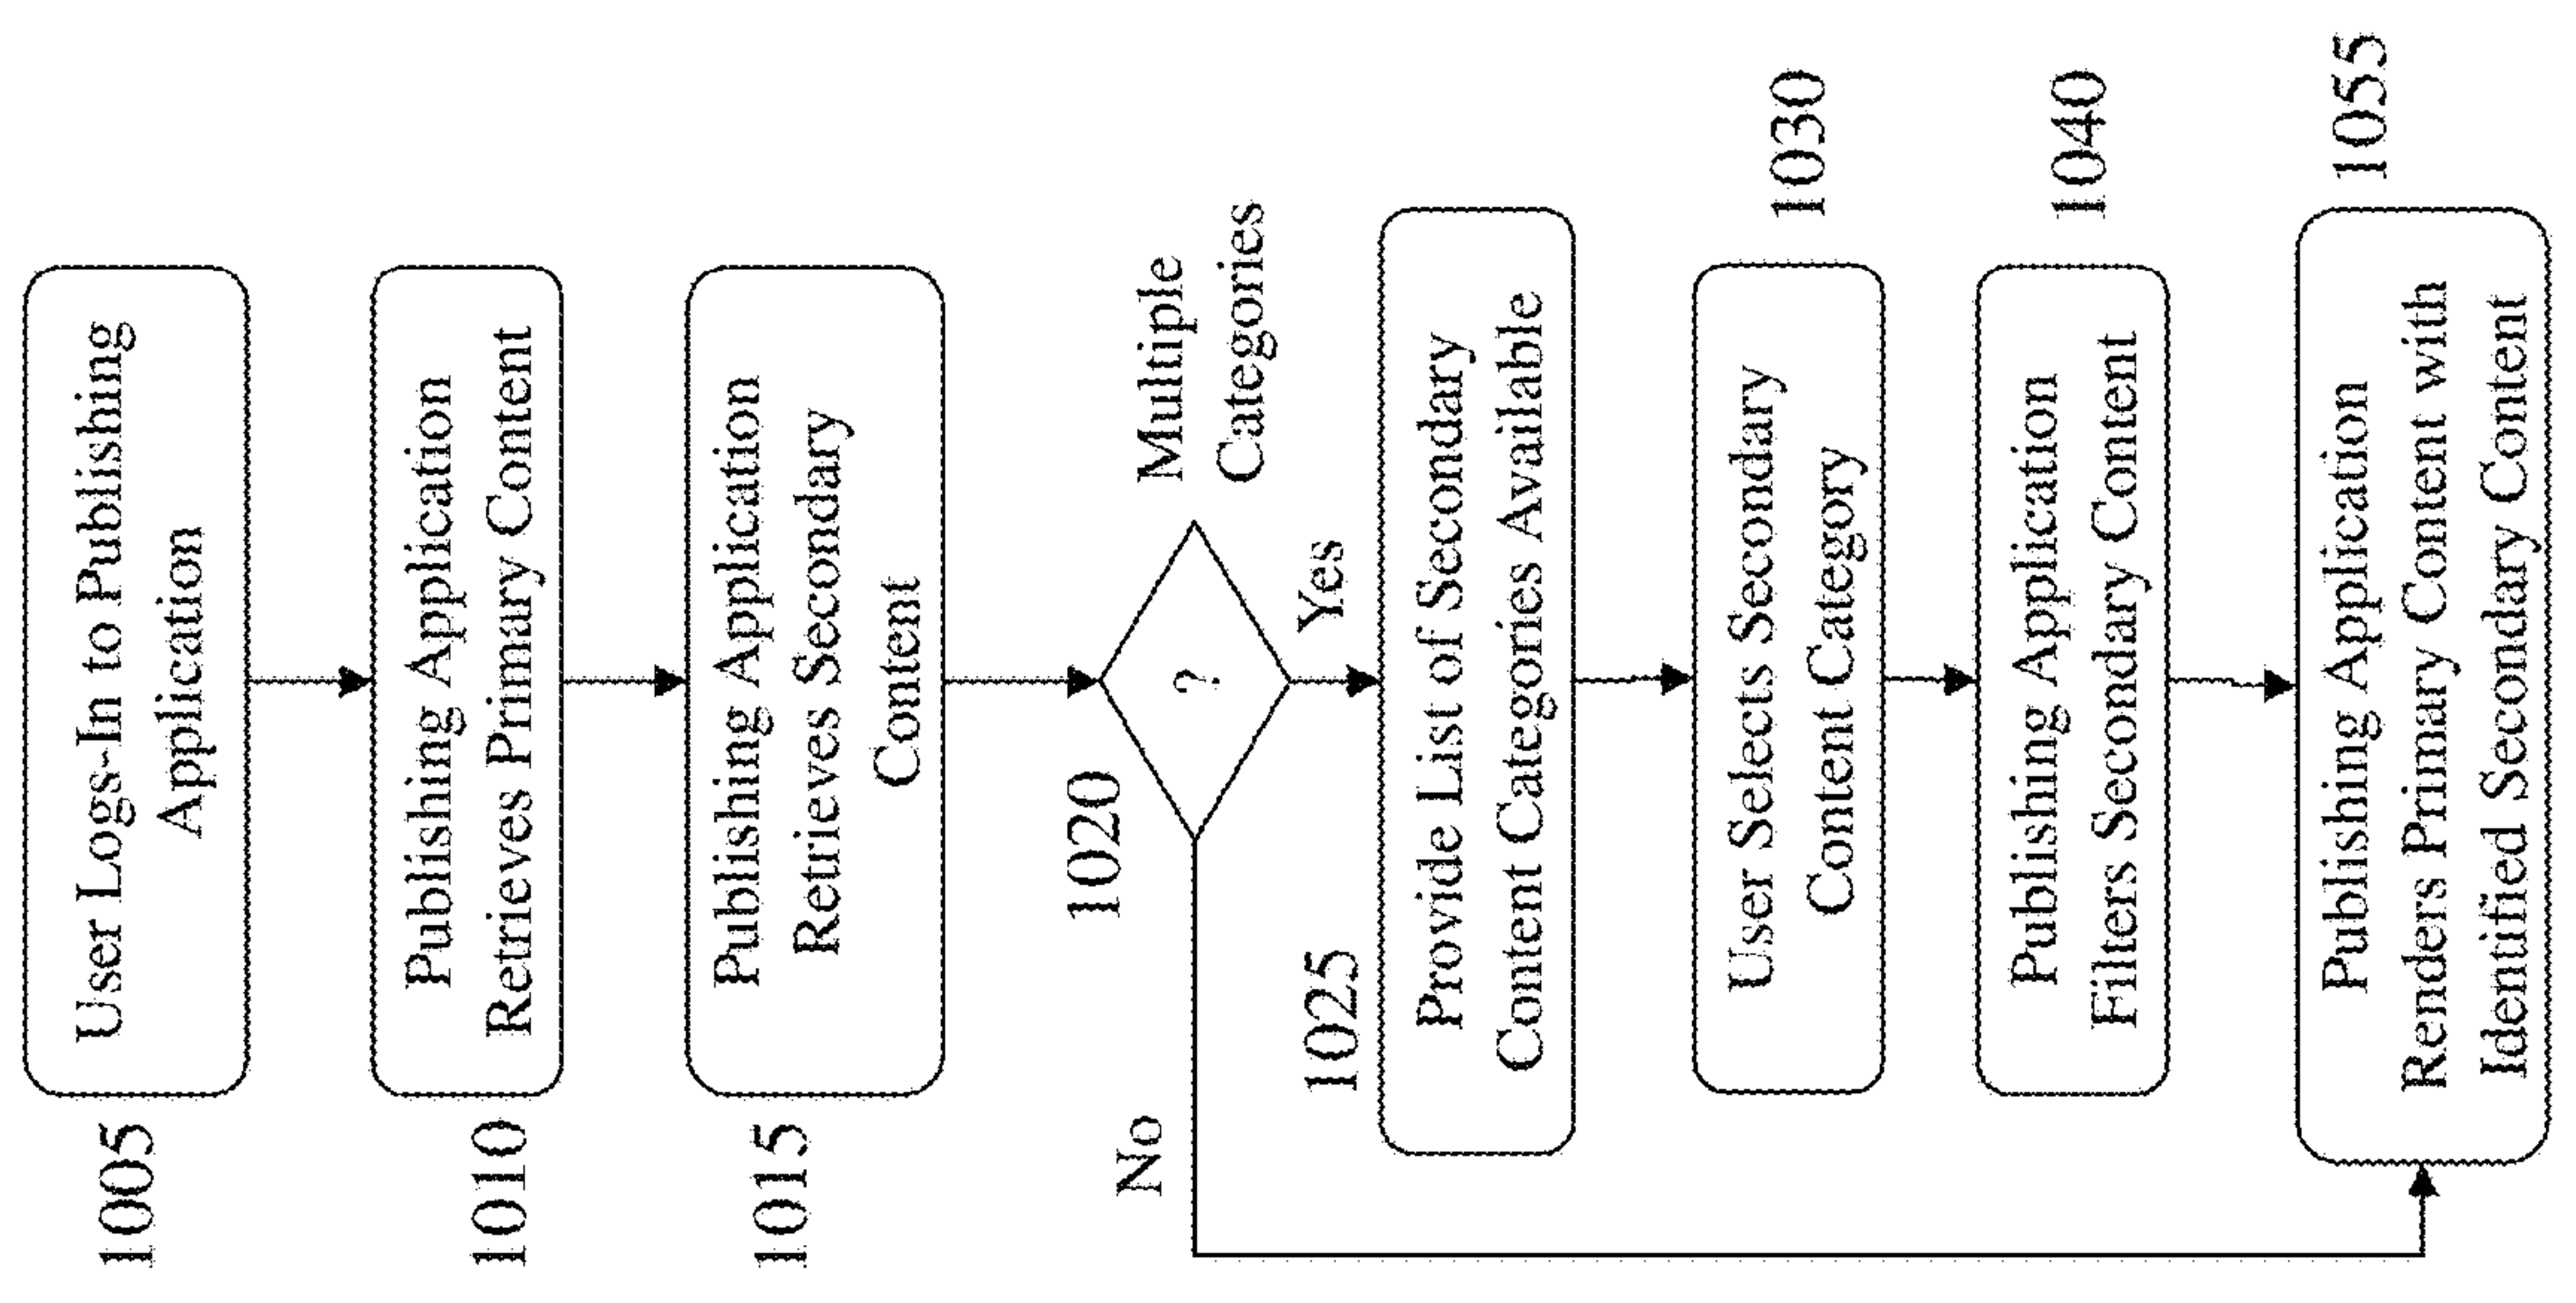 1005
User Logs-In to Publishing
Application
1010
Publishing Application
Retrieves Primary Content
1015
Publishing Application
Retrieves Secondary
Content
1020
?
Multiple
Categories
No
Yes
1025
Provide List of Secondary
Content Categories Available
User Selects Secondary
Content Category
1030
Publishing Application
Filters Secondary Content
1040
Publishing Application
Renders Primary Content with
Identified Secondary Content
1055